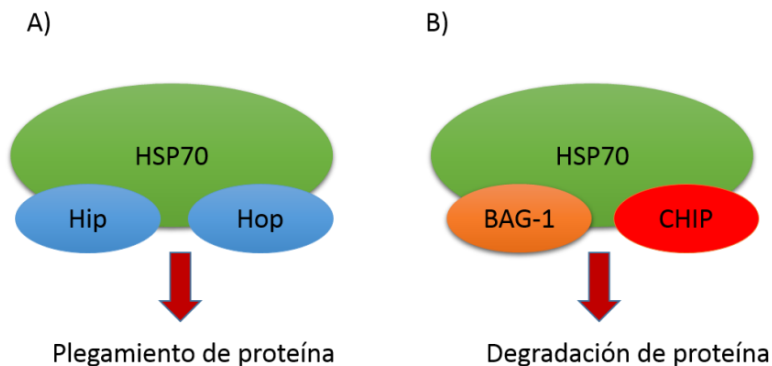 A)
HSP70
Hip
Hop
Plegamiento de proteína
B)
HSP70
BAG-1
CHIP
Degradación de proteína